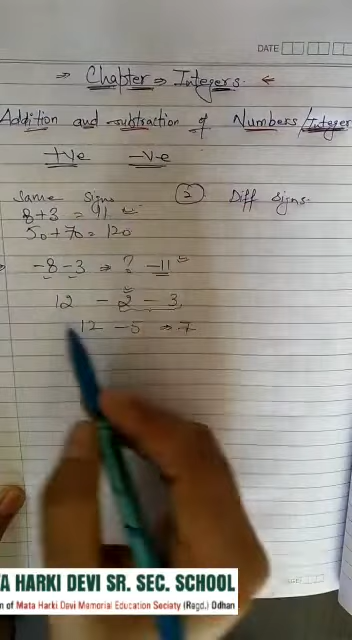 DATE
⇒ Chapter ⇒ Integers. ⇐
Addition and subtraction of Numbers/Integer
+ve -ve
same signs
8+3 = 11
50+70= 120
② Diff signs.
-8-3 ⇒ ? -11
12 - 2 - 3
12 -5 ⇒ 7
A HARKI DEVI SR. SEC. SCHOOL
n of Mata Harki Devi Memorial Education Society (Regd.) Odhan